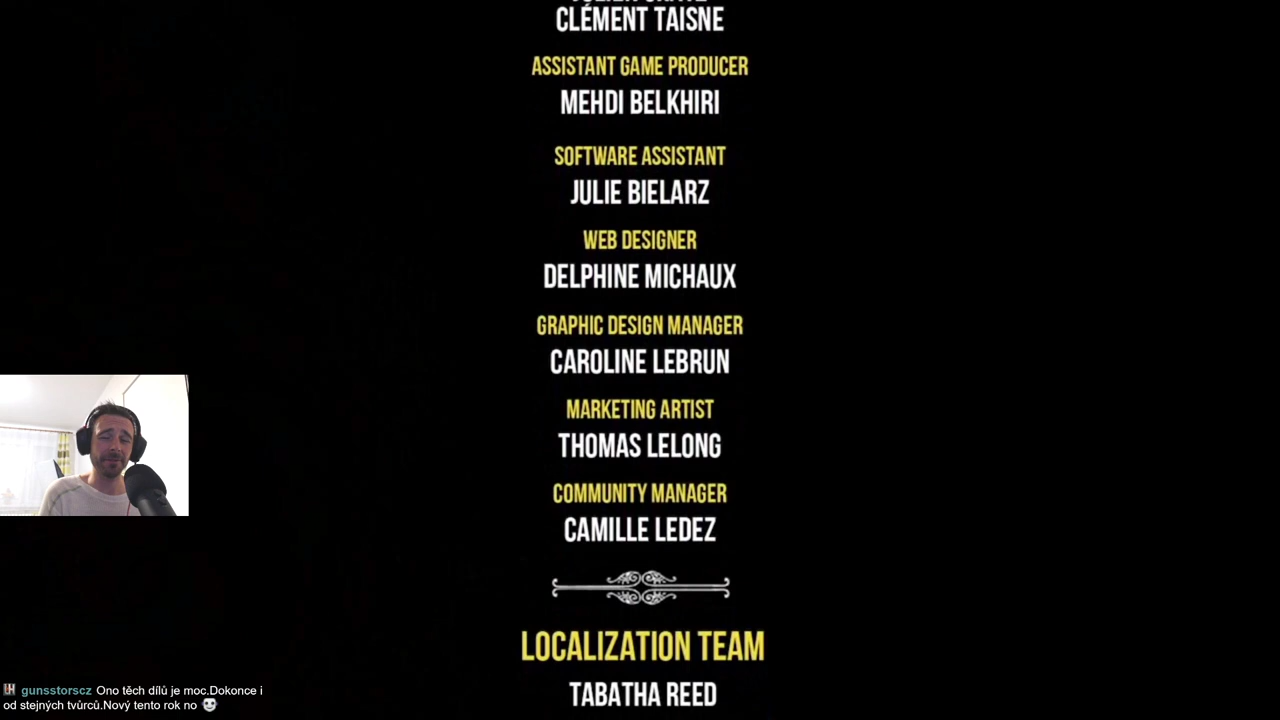 CLÉMENT TAISNE
ASSISTANT GAME PRODUCER
MEHDI BELKHIRI
SOFTWARE ASSISTANT
JULIE BIELARZ
WEB DESIGNER
DELPHINE MICHAUX
GRAPHIC DESIGN MANAGER
CAROLINE LEBRUN
MARKETING ARTIST
THOMAS LELONG
COMMUNITY MANAGER
CAMILLE LEDEZ
LOCALIZATION TEAM
TABATHA REED
gunsstorscz Ono těch dílů je moc.Dokonce i
od stejných tvůrců.Nový tento rok no